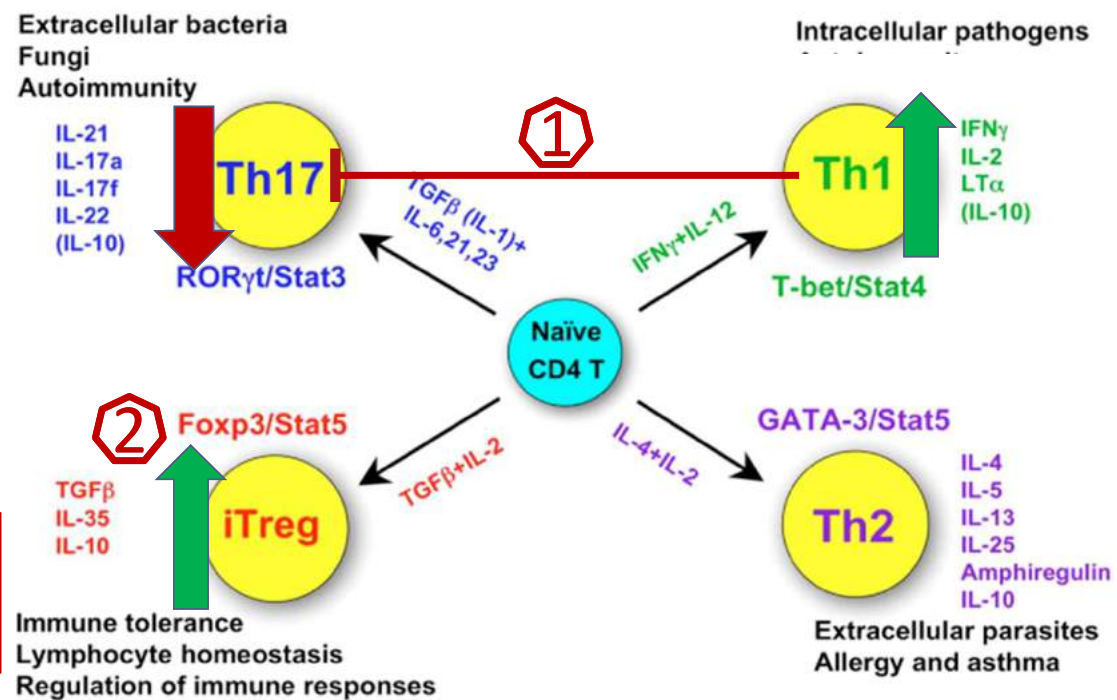 Extracellular bacteria
Fungi
Autoimmunity
IL-21
IL-17a
IL-17f
IL-22
(IL-10)
Th17
RORγt/Stat3
1
Intracellular pathogens
Th1
IFNγ
IL-2
LTα
(IL-10)
T-bet/Stat4
TGFβ (IL-1)+
IL-6,21,23
IFNγ+IL-12
Naïve
CD4 T
TGFβ+IL-2
IL-4+IL-2
2
Foxp3/Stat5
TGFβ
IL-35
IL-10
iTreg
Immune tolerance
Lymphocyte homeostasis
Regulation of immune responses
GATA-3/Stat5
Th2
IL-4
IL-5
IL-13
IL-25
Amphiregulin
IL-10
Extracellular parasites
Allergy and asthma